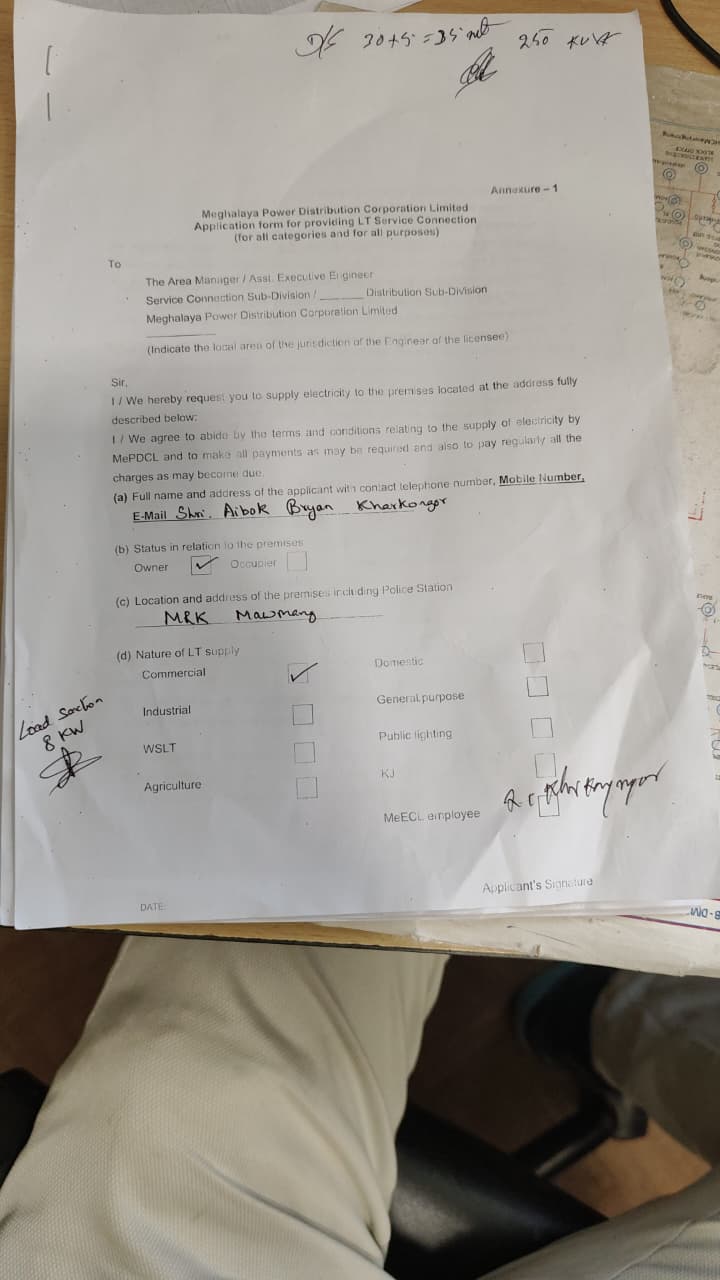 D/S 30+5 = 35 mt 250 KVA
Annexure – 1
Meghalaya Power Distribution Corporation Limited
Application form for providing LT Service Connection
(for all categories and for all purposes)
To
The Area Manager / Asst. Executive Engineer
Service Connection Sub-Division / ______ Distribution Sub-Division
Meghalaya Power Distribution Corporation Limited
(Indicate the local area of the jurisdiction of the Engineer of the licensee)
Sir,
I / We hereby request you to supply electricity to the premises located at the address fully
described below:
I / We agree to abide by the terms and conditions relating to the supply of electricity by
MePDCL and to make all payments as may be required and also to pay regularly all the
charges as may become due.
(a) Full name and address of the applicant with contact telephone number, Mobile Number,
E-Mail Shri. Aibok Bryan Kharkongor
(b) Status in relation to the premises
Owner ✓ Occupier
(c) Location and address of the premises including Police Station
MRK Mawmang
(d) Nature of LT supply
Commercial ✓ Domestic
Industrial General purpose
WSLT Public lighting
Agriculture KJ
MeECL employee
Load Section
8 KW
Applicant's Signature
DATE: